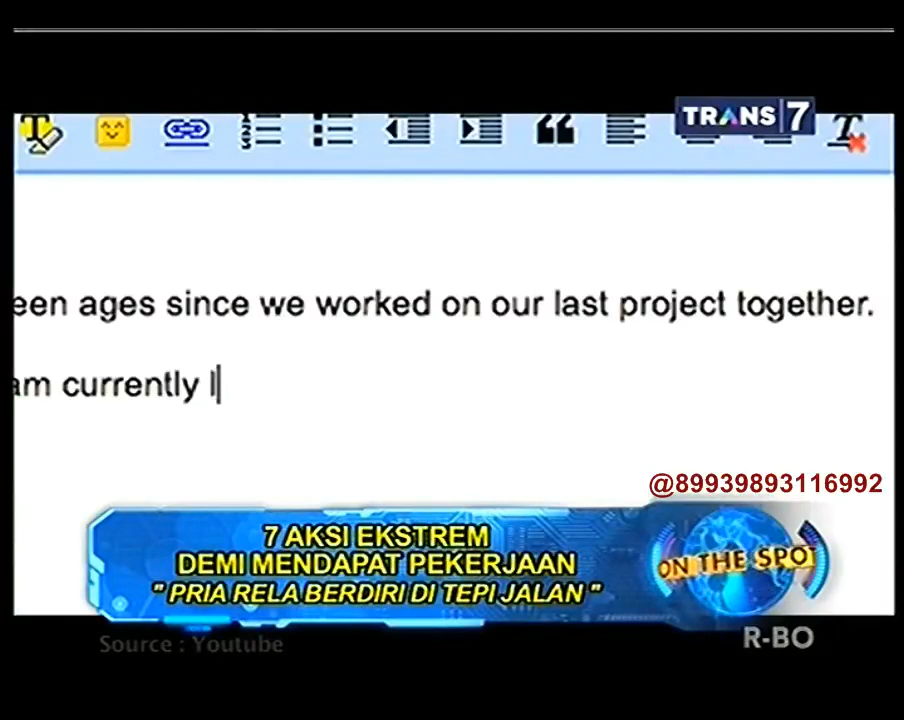 TRANS 7
een ages since we worked on our last project together.
am currently l
@89939893116992
7 AKSI EKSTREM
DEMI MENDAPAT PEKERJAAN
" PRIA RELA BERDIRI DI TEPI JALAN "
ON THE SPOT
R-BO
Source : Youtube